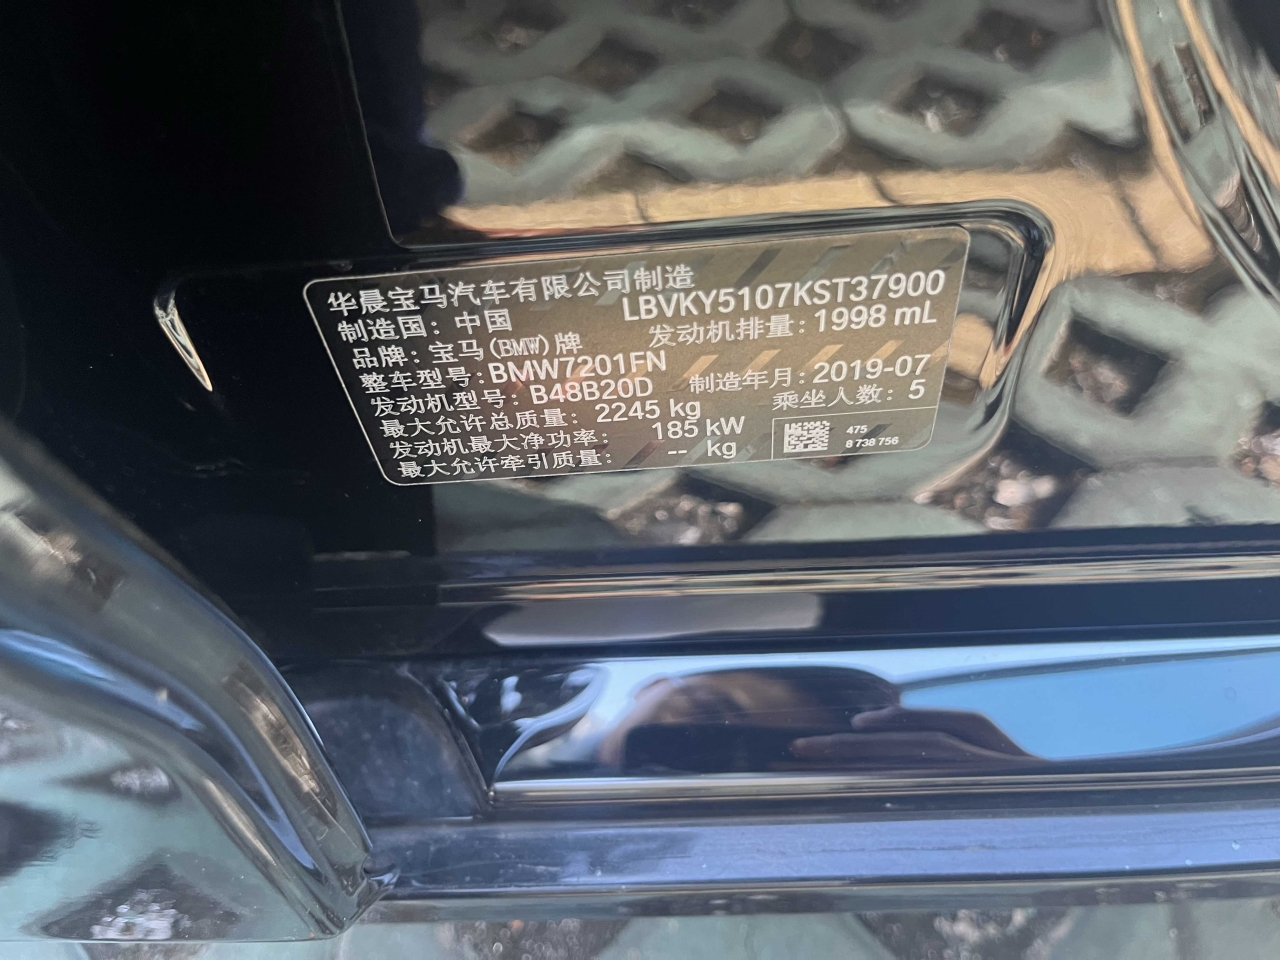 华晨宝马汽车有限公司制造
制造国：中国 LBVKY5107KST37900
品牌：宝马(BMW)牌 发动机排量：1998 mL
整车型号：BMW7201FN
发动机型号：B48B20D 制造年月：2019-07
最大允许总质量：2245 kg 乘坐人数：5
发动机最大净功率：185 kW
最大允许牵引质量：-- kg
475
8 738 756